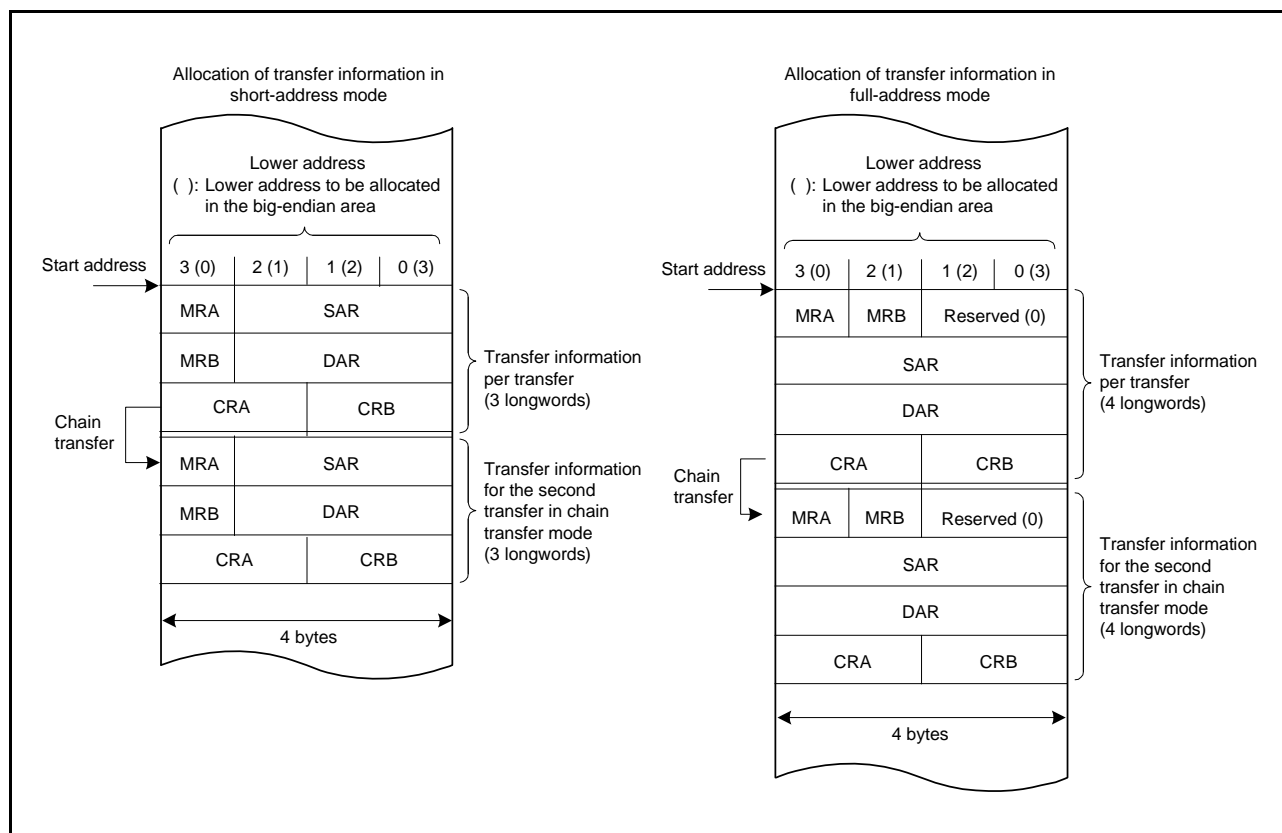 Allocation of transfer information in
short-address mode
Lower address
( ): Lower address to be allocated
in the big-endian area
Start address
3 (0) 2 (1) 1 (2) 0 (3)
MRA SAR
MRB DAR
CRA CRB
Transfer information
per transfer
(3 longwords)
Chain
transfer
MRA SAR
MRB DAR
CRA CRB
Transfer information
for the second
transfer in chain
transfer mode
(3 longwords)
4 bytes
Allocation of transfer information in
full-address mode
Lower address
( ): Lower address to be allocated
in the big-endian area
Start address
3 (0) 2 (1) 1 (2) 0 (3)
MRA MRB Reserved (0)
SAR
DAR
CRA CRB
Transfer information
per transfer
(4 longwords)
Chain
transfer
MRA MRB Reserved (0)
SAR
DAR
CRA CRB
Transfer information
for the second
transfer in chain
transfer mode
(4 longwords)
4 bytes